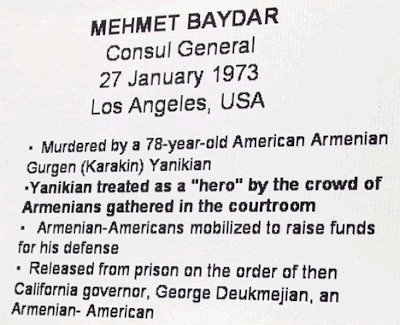 MEHMET BAYDAR
Consul General
27 January 1973
Los Angeles, USA
· Murdered by a 78-year-old American Armenian
Gurgen (Karakin) Yanikian
·Yanikian treated as a "hero" by the crowd of
Armenians gathered in the courtroom
· Armenian-Americans mobilized to raise funds
for his defense
· Released from prison on the order of then
California governor, George Deukmejian, an
Armenian- American